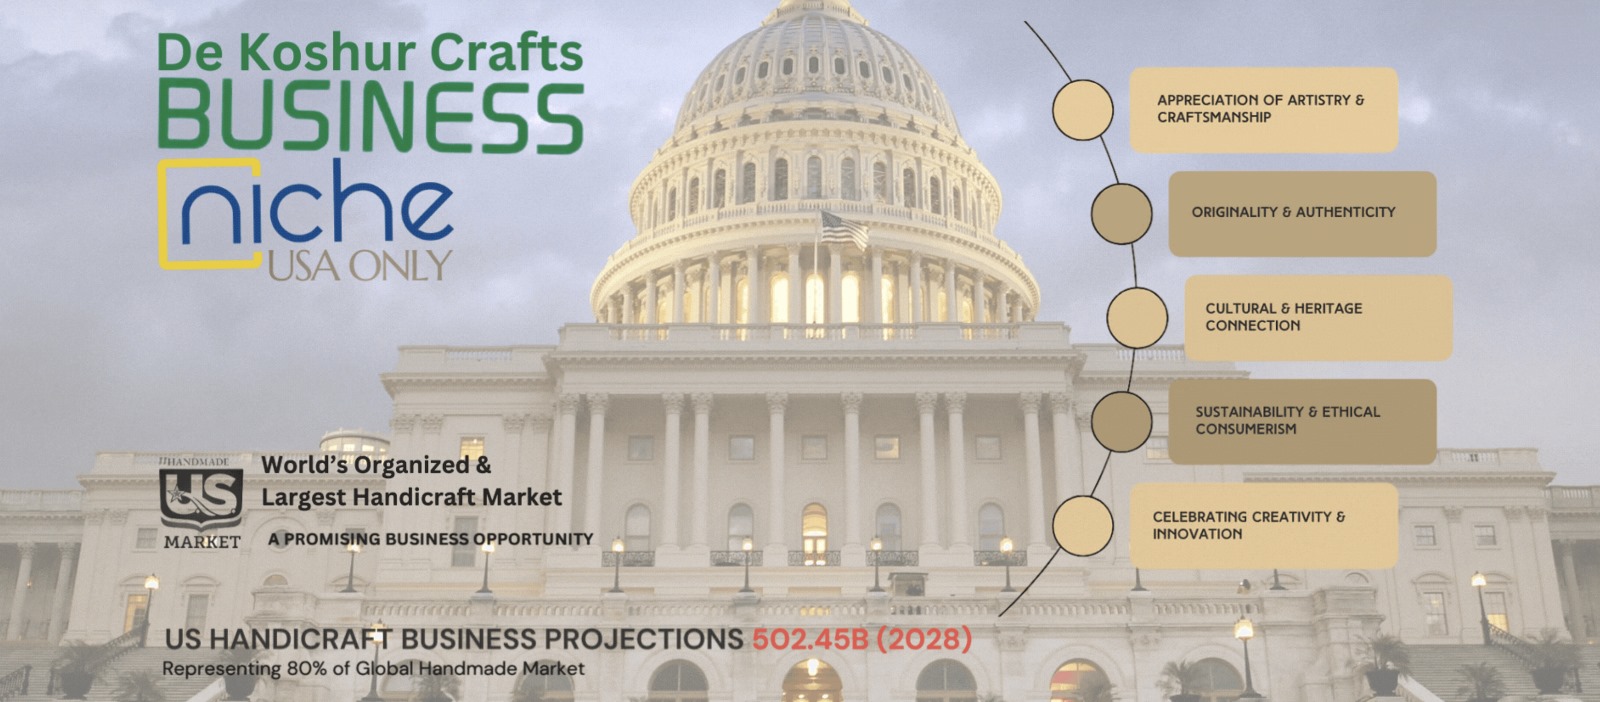 De Koshur Crafts
BUSINESS
niche
USA ONLY
HANDMADE
US
MARKET
World's Organized &
Largest Handicraft Market
A PROMISING BUSINESS OPPORTUNITY
US HANDICRAFT BUSINESS PROJECTIONS 502.45B (2028)
Representing 80% of Global Handmade Market
APPRECIATION OF ARTISTRY &
CRAFTSMANSHIP
ORIGINALITY & AUTHENTICITY
CULTURAL & HERITAGE
CONNECTION
SUSTAINABILITY & ETHICAL
CONSUMERISM
CELEBRATING CREATIVITY &
INNOVATION